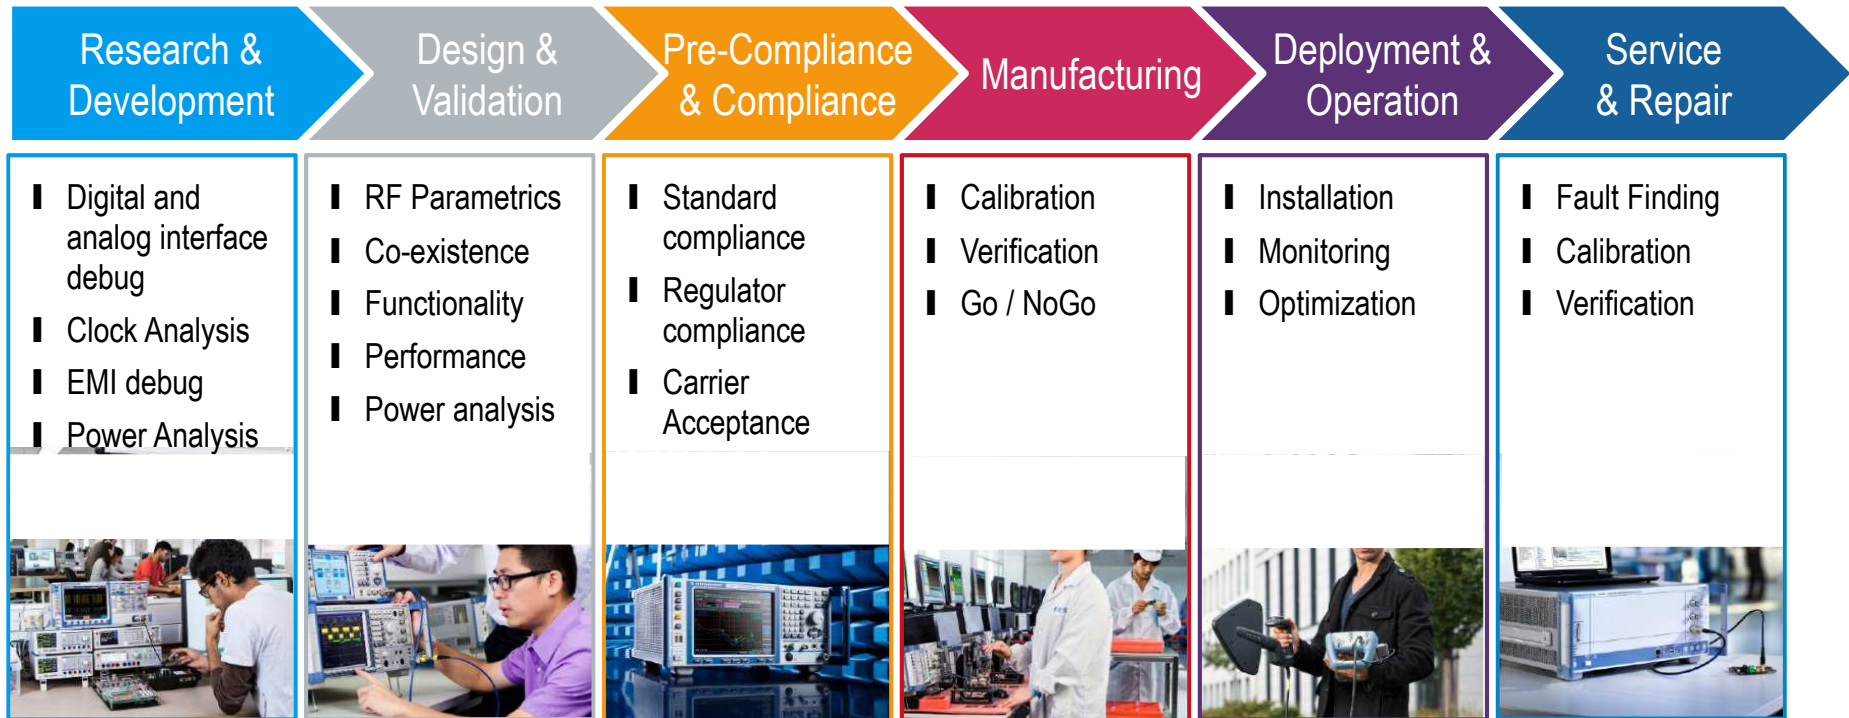 Research &
Development
Design &
Validation
Pre-Compliance
& Compliance
Manufacturing
Deployment &
Operation
Service
& Repair
Digital and
analog interface
debug
Clock Analysis
EMI debug
Power Analysis
RF Parametrics
Co-existence
Functionality
Performance
Power analysis
Standard
compliance
Regulator
compliance
Carrier
Acceptance
Calibration
Verification
Go / NoGo
Installation
Monitoring
Optimization
Fault Finding
Calibration
Verification